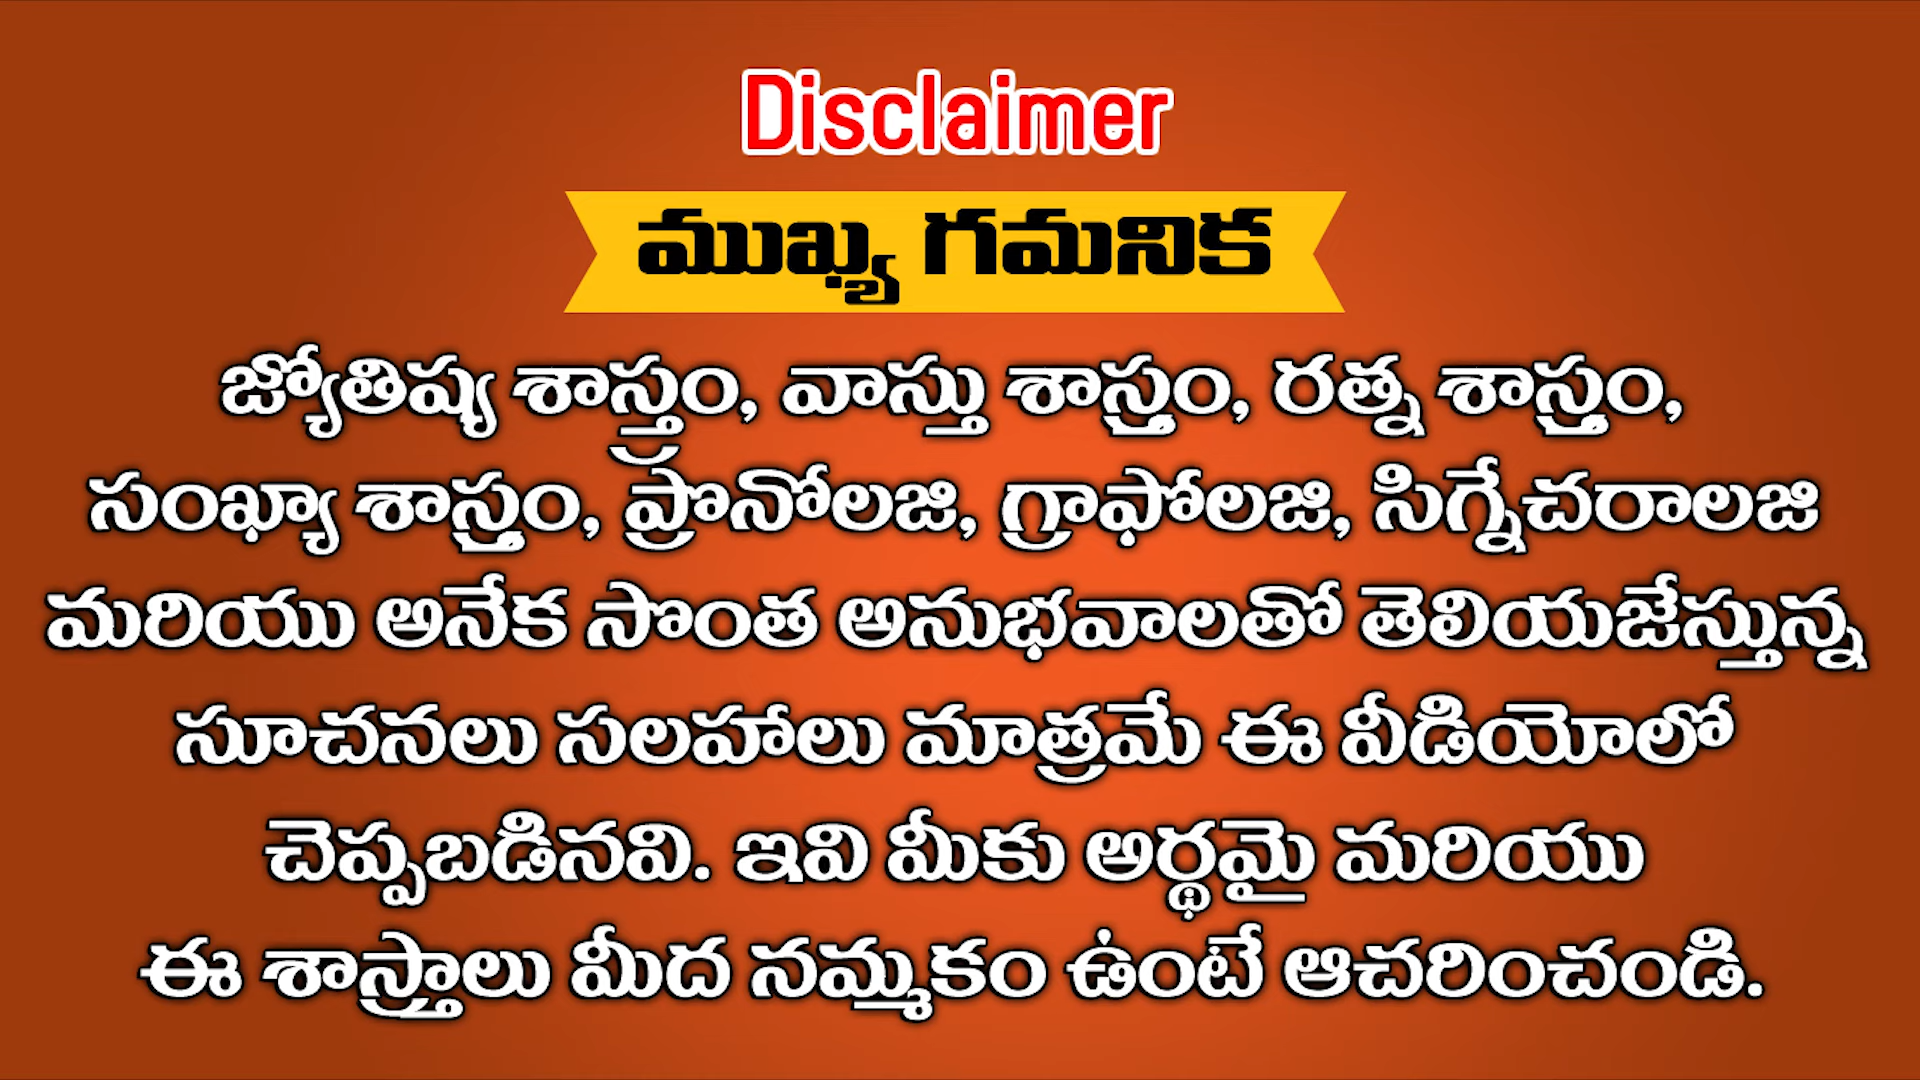 Disclaimer
ముఖ్య గమనిక
జ్యోతిష్య శాస్త్రం, వాస్తు శాస్త్రం, రత్న శాస్త్రం,
సంఖ్యా శాస్త్రం, ప్రొనోలజి, గ్రాఫోలజి, సిగ్నేచరాలజి
మరియు అనేక సొంత అనుభవాలతో తెలియజేస్తున్న
సూచనలు సలహాలు మాత్రమే ఈ వీడియోలో
చెప్పబడినవి. ఇవి మీకు అర్థమై మరియు
ఈ శాస్త్రాలు మీద నమ్మకం ఉంటే ఆచరించండి.